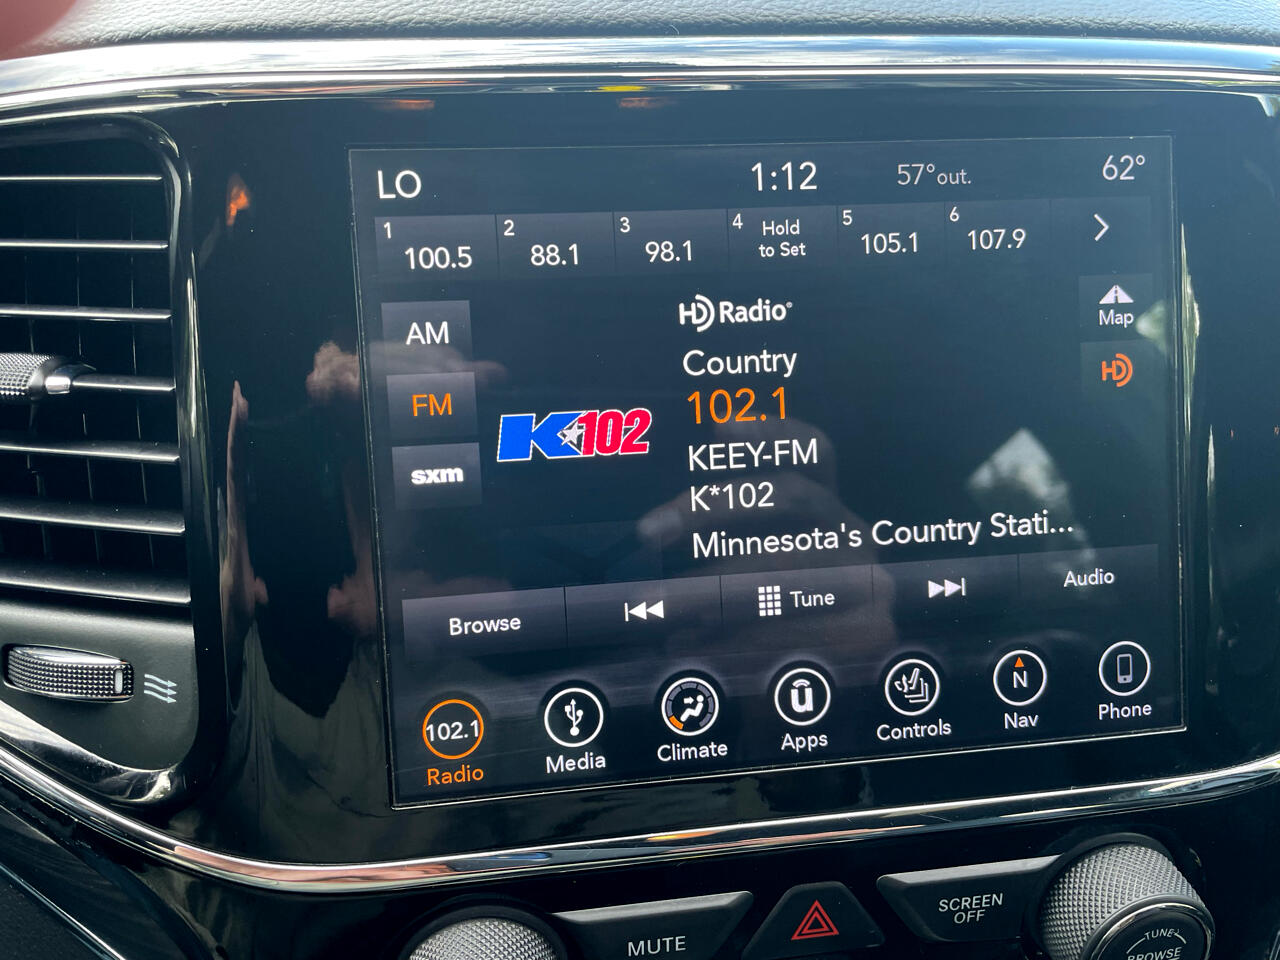 LO 1:12 57°out. 62°
1 100.5 2 88.1 3 98.1 4 Hold to Set 5 105.1 6 107.9
HD Radio®
AM
Country
Map
FM
102.1
HD
K102
KEEY-FM
sxm
K*102
Minnesota's Country Stati...
Browse Tune Audio
102.1 N
Radio Media Climate Apps Controls Nav Phone
MUTE
SCREEN
OFF
TUNE
BROWSE